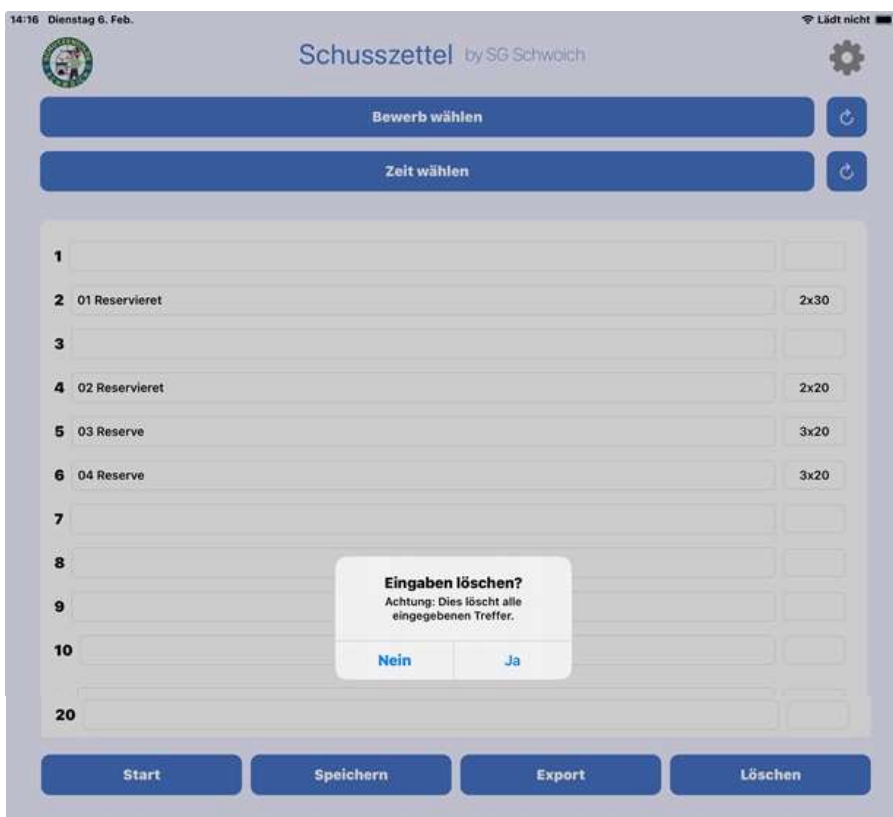 14:16 Dienstag 6. Feb. Lädt nicht
Schusszettel by SG Schwoich
Bewerb wählen
Zeit wählen
1
2 01 Reservieret 2x30
3
4 02 Reservieret 2x20
5 03 Reserve 3x20
6 04 Reserve 3x20
7
8
9
10
20
Eingaben löschen?
Achtung: Dies löscht alle
eingegebenen Treffer.
Nein Ja
Start Speichern Export Löschen